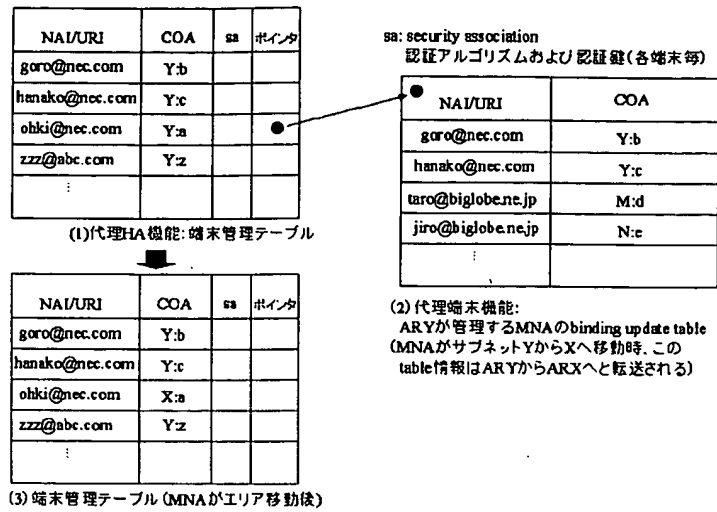 NAI/URI COA sa ポインタ
goro@nec.com Y:b
hanako@nec.com Y:c
ohki@nec.com Y:a
zzz@abc.com Y:z
⋮
(1)代理HA機能:端末管理テーブル
sa: security association
認証アルゴリズムおよび認証鍵(各端末毎)
NAI/URI COA
goro@nec.com Y:b
hanako@nec.com Y:c
taro@biglobe.ne.jp M:d
jiro@biglobe.ne.jp N:e
⋮
(2)代理端末機能:
ARYが管理するMNAのbinding update table
(MNAがサブネットYからXへ移動時、この
table情報はARYからARXへと転送される)
NAI/URI COA sa ポインタ
goro@nec.com Y:b
hanako@nec.com Y:c
ohki@nec.com X:a
zzz@abc.com Y:z
⋮
(3)端末管理テーブル(MNAがエリア移動後)